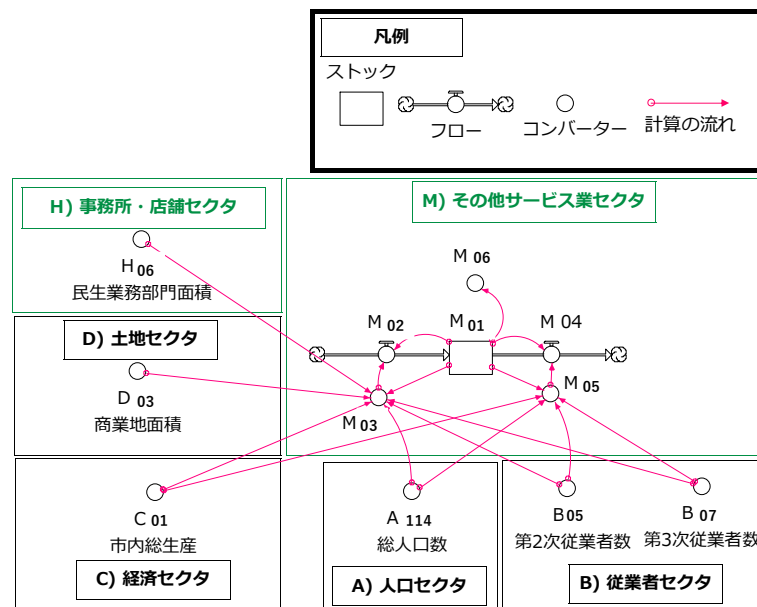 凡例
ストック
フロー
コンバーター
計算の流れ
H) 事務所・店舗セクタ
H 06
民生業務部門面積
M) その他サービス業セクタ
M 06
M 02
M 01
M 04
M 05
M 03
D) 土地セクタ
D 03
商業地面積
C 01
市内総生産
C) 経済セクタ
A 114
総人口数
A) 人口セクタ
B05
第2次従業者数
B 07
第3次従業者数
B) 従業者セクタ